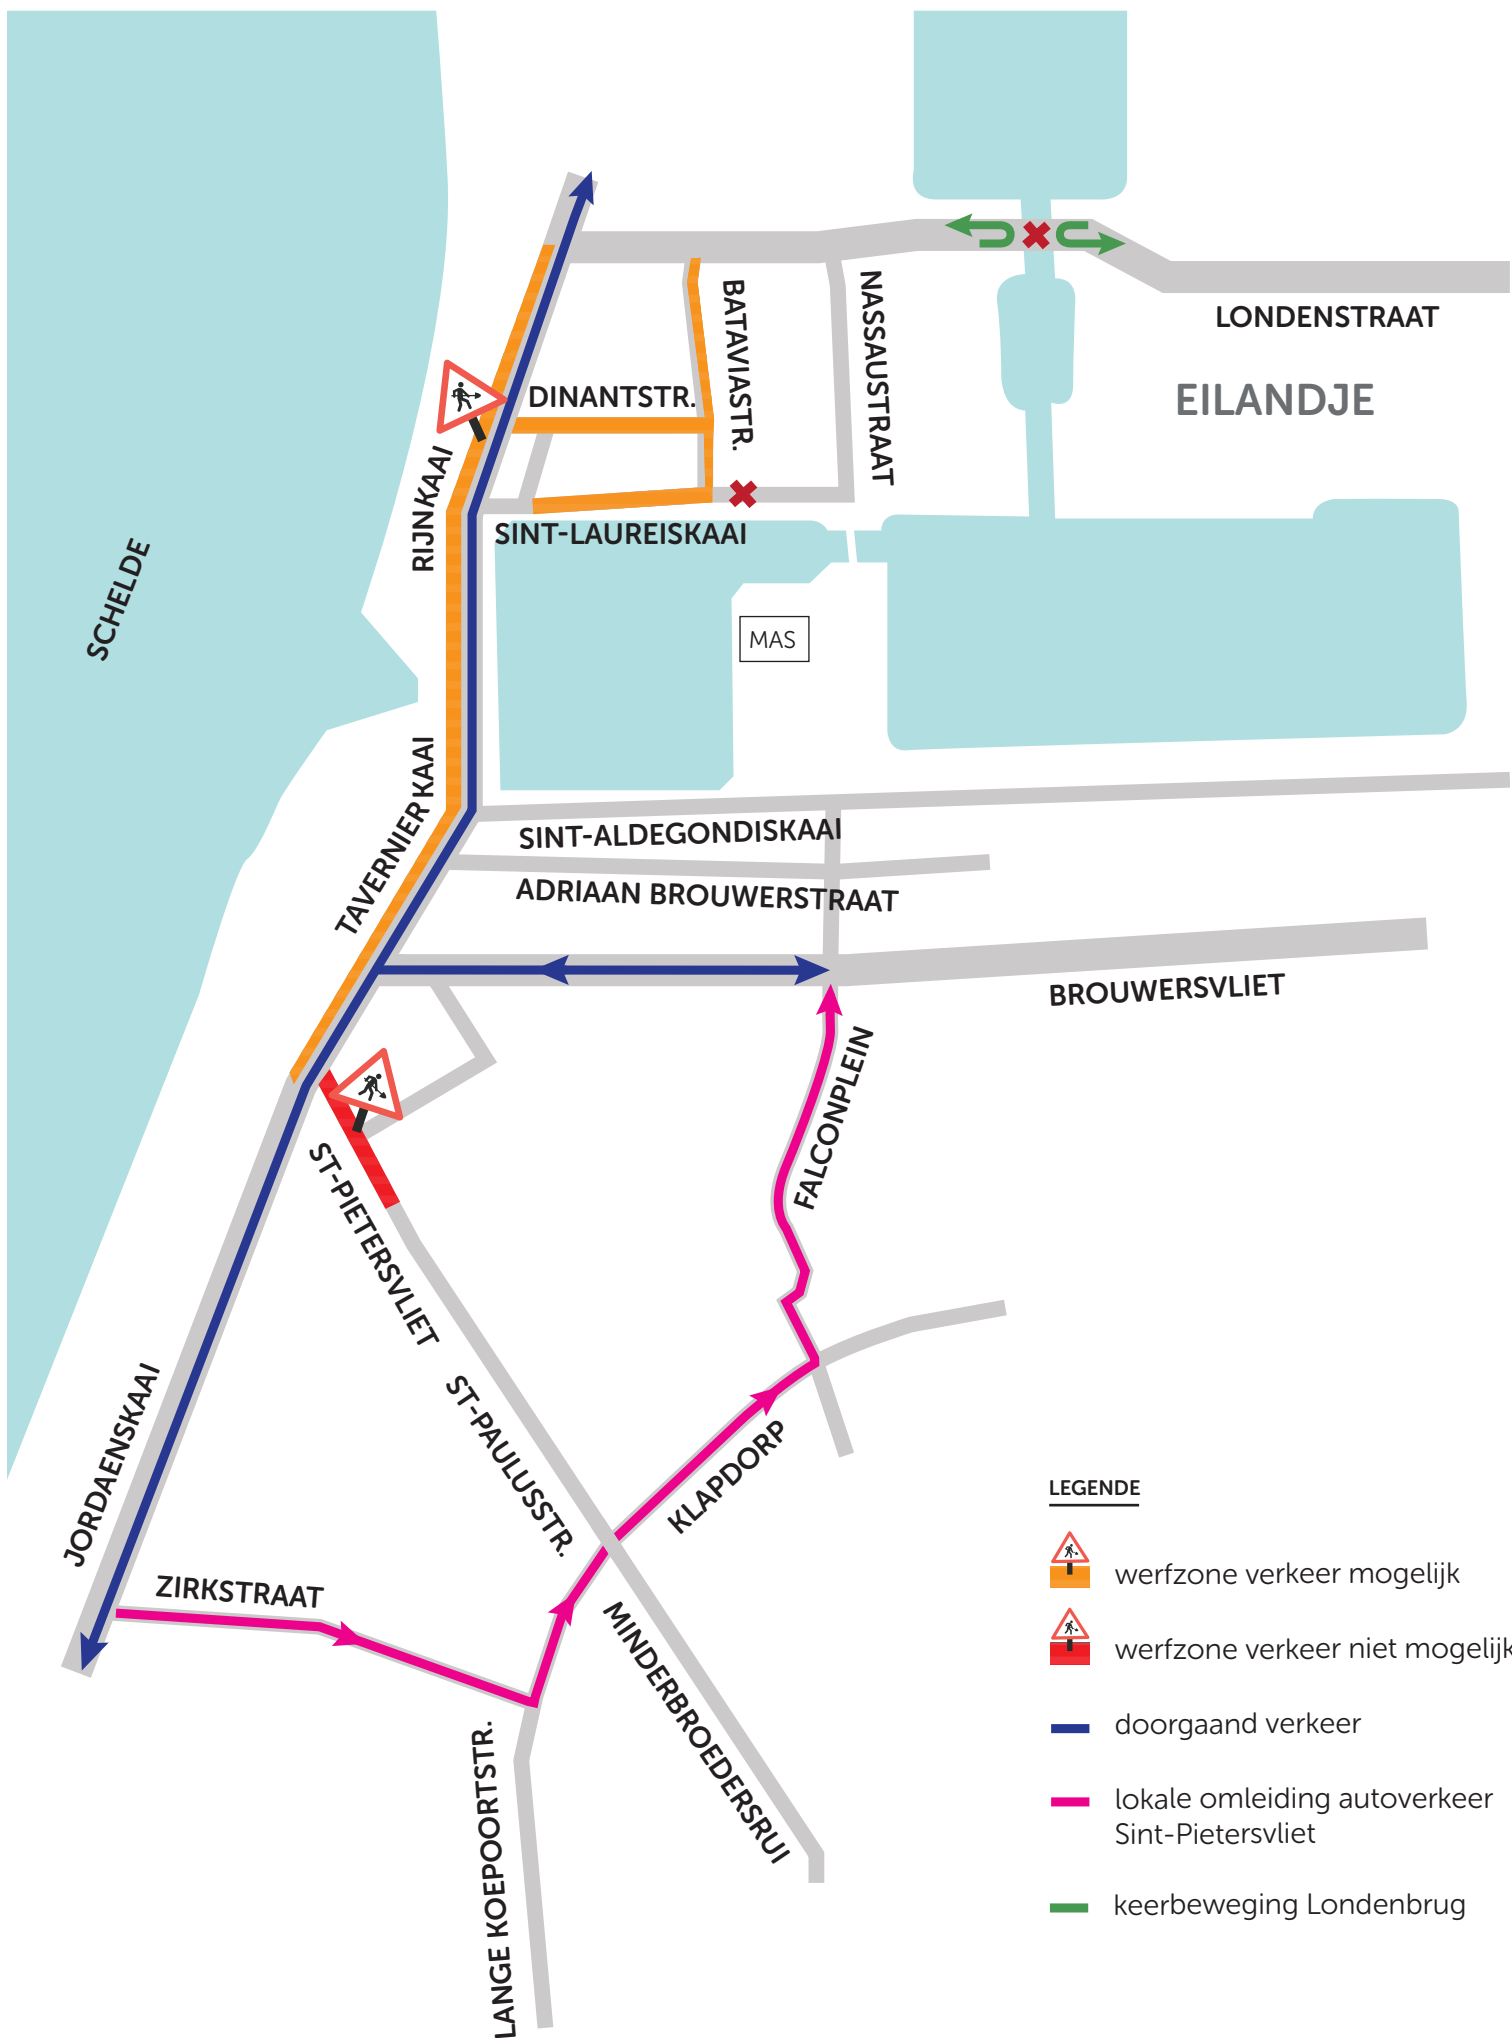 LONDENSTRAAT
BATAVIASTR.
NASSAUSTRAAT
DINANTSTR.
EILANDJE
RIJNKAAI
SINT-LAUREISKAAI
SCHELDE
MAS
TAVERNIERKAAI
SINT-ALDEGONDISKAAI
ADRIAAN BROUWERSTRAAT
BROUWERSVLIET
FALCONPLEIN
ST-PIETERSVLIET
JORDAENSKAAI
ST-PAULUSSTR.
KLAPDORP
ZIRKSTRAAT
MINDERBROEDERSRUI
LANGE KOEPOORTSTR.
LEGENDE
werfzone verkeer mogelijk
werfzone verkeer niet mogelijk
doorgaand verkeer
lokale omleiding autoverkeer
Sint-Pietersvliet
keerbeweging Londenbrug